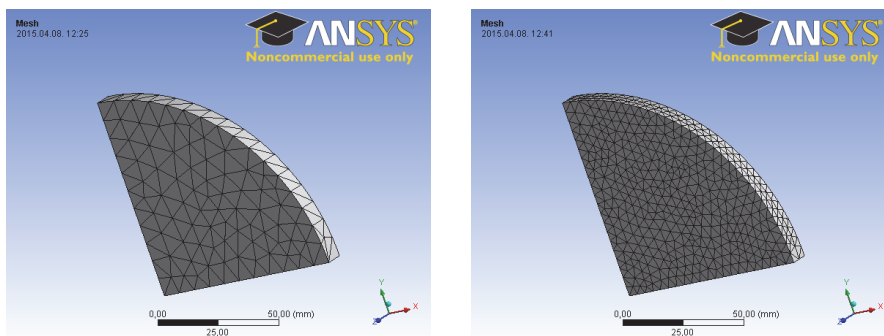 Mesh
2015.04.08. 12:25
ANSYS
Noncommercial use only
0,00
50,00 (mm)
25,00
Y
X
Z
Mesh
2015.04.08. 12:41
ANSYS
Noncommercial use only
0,00
50,00 (mm)
25,00
Y
X
Z